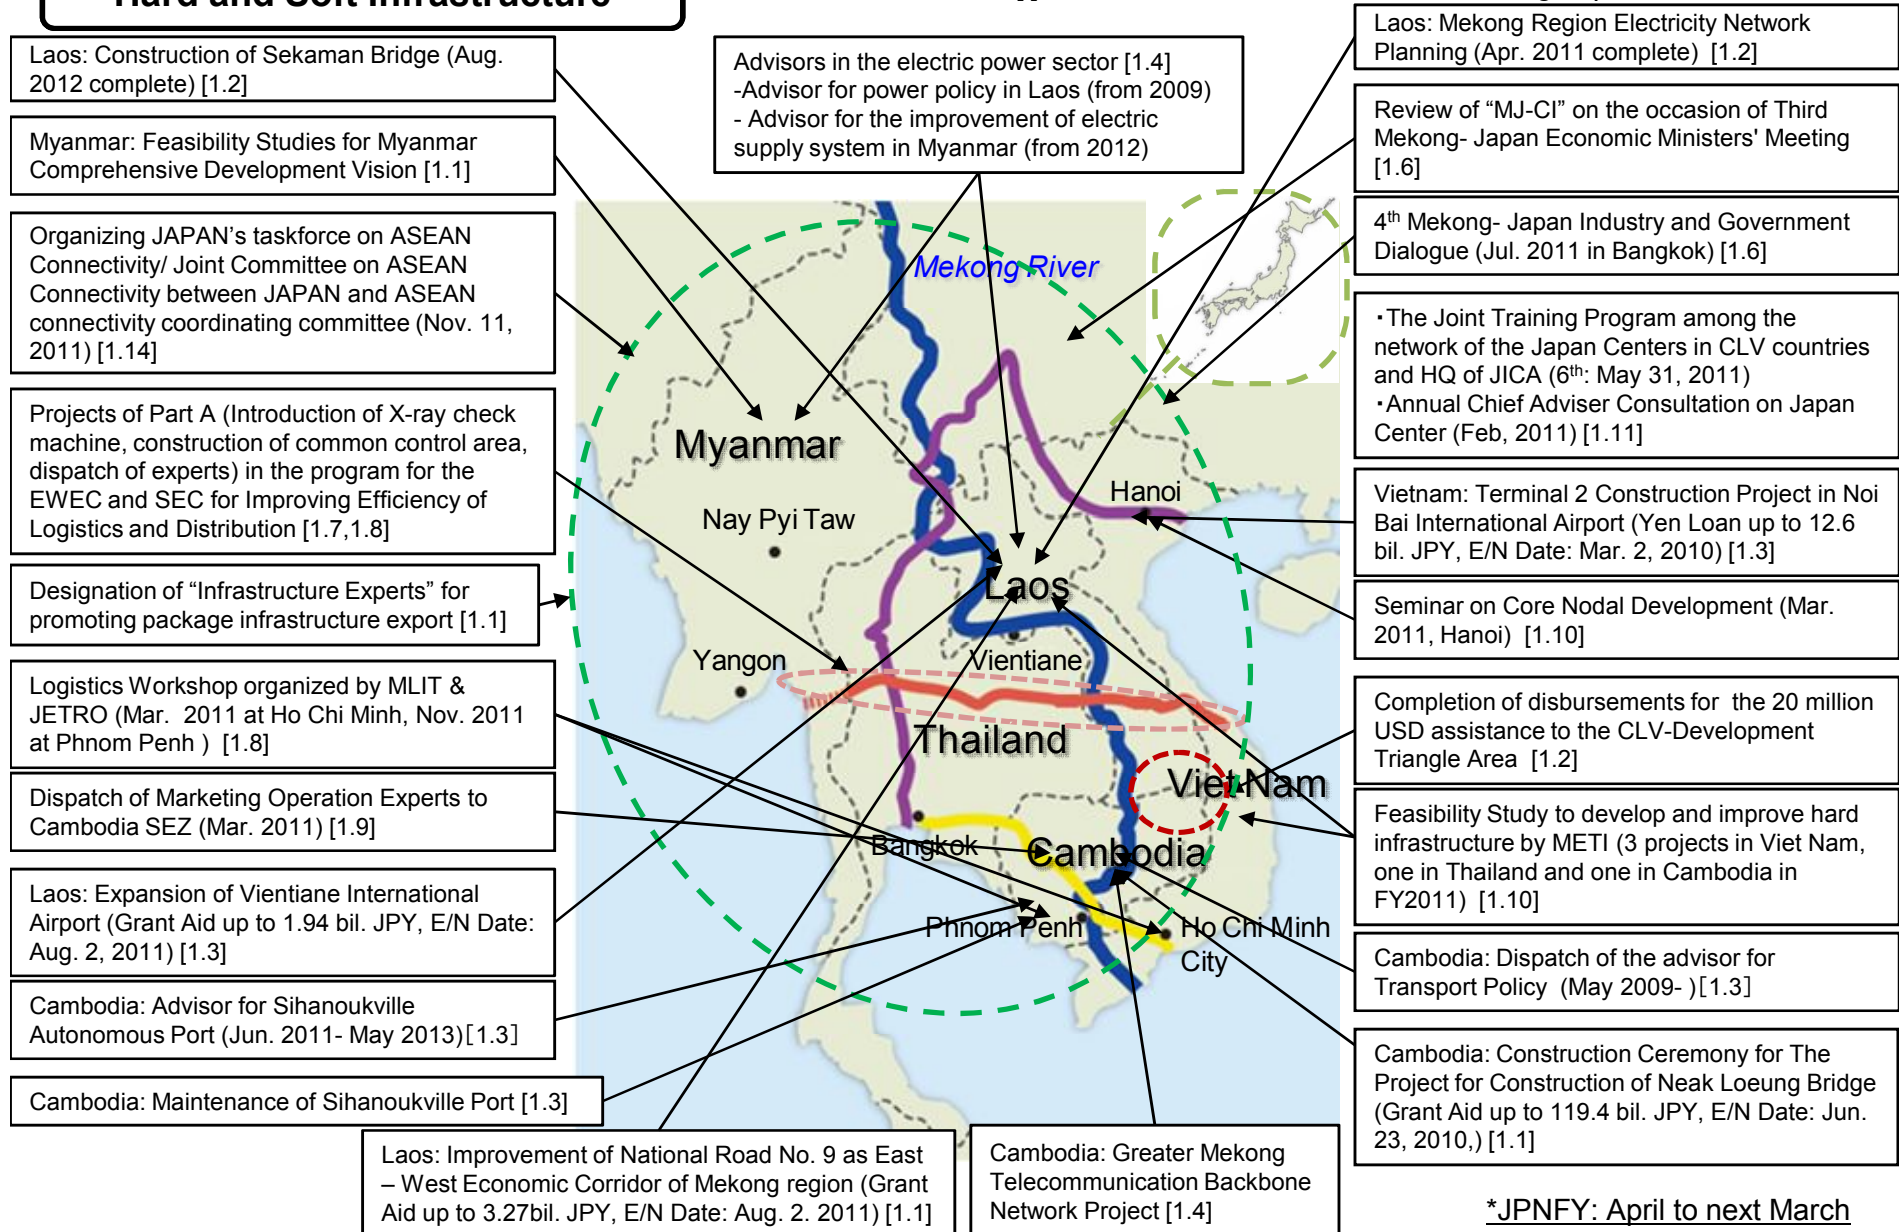 Hard and Soft Infrastructure
Laos: Construction of Sekaman Bridge (Aug.
2012 complete) [1.2]
Myanmar: Feasibility Studies for Myanmar
Comprehensive Development Vision [1.1]
Organizing JAPAN's taskforce on ASEAN
Connectivity/ Joint Committee on ASEAN
Connectivity between JAPAN and ASEAN
connectivity coordinating committee (Nov. 11,
2011) [1.14]
Projects of Part A (Introduction of X-ray check
machine, construction of common control area,
dispatch of experts) in the program for the
EWEC and SEC for Improving Efficiency of
Logistics and Distribution [1.7,1.8]
Designation of “Infrastructure Experts” for
promoting package infrastructure export [1.1]
Logistics Workshop organized by MLIT &
JETRO (Mar. 2011 at Ho Chi Minh, Nov. 2011
at Phnom Penh ) [1.8]
Dispatch of Marketing Operation Experts to
Cambodia SEZ (Mar. 2011) [1.9]
Laos: Expansion of Vientiane International
Airport (Grant Aid up to 1.94 bil. JPY, E/N Date:
Aug. 2, 2011) [1.3]
Cambodia: Advisor for Sihanoukville
Autonomous Port (Jun. 2011- May 2013)[1.3]
Cambodia: Maintenance of Sihanoukville Port [1.3]
Laos: Improvement of National Road No. 9 as East
– West Economic Corridor of Mekong region (Grant
Aid up to 3.27bil. JPY, E/N Date: Aug. 2. 2011) [1.1]
Advisors in the electric power sector [1.4]
-Advisor for power policy in Laos (from 2009)
- Advisor for the improvement of electric
supply system in Myanmar (from 2012)
Mekong River
Myanmar
Hanoi
Nay Pyi Taw
Laos
Yangon
Vientiane
Thailand
Viet Nam
Bangkok
Cambodia
Phnom Penh
Ho Chi Minh
City
Cambodia: Greater Mekong
Telecommunication Backbone
Network Project [1.4]
Laos: Mekong Region Electricity Network
Planning (Apr. 2011 complete) [1.2]
Review of “MJ-CI” on the occasion of Third
Mekong- Japan Economic Ministers' Meeting
[1.6]
4th Mekong- Japan Industry and Government
Dialogue (Jul. 2011 in Bangkok) [1.6]
・The Joint Training Program among the
network of the Japan Centers in CLV countries
and HQ of JICA (6th: May 31, 2011)
・Annual Chief Adviser Consultation on Japan
Center (Feb, 2011) [1.11]
Vietnam: Terminal 2 Construction Project in Noi
Bai International Airport (Yen Loan up to 12.6
bil. JPY, E/N Date: Mar. 2, 2010) [1.3]
Seminar on Core Nodal Development (Mar.
2011, Hanoi) [1.10]
Completion of disbursements for the 20 million
USD assistance to the CLV-Development
Triangle Area [1.2]
Feasibility Study to develop and improve hard
infrastructure by METI (3 projects in Viet Nam,
one in Thailand and one in Cambodia in
FY2011) [1.10]
Cambodia: Dispatch of the advisor for
Transport Policy (May 2009- )[1.3]
Cambodia: Construction Ceremony for The
Project for Construction of Neak Loeung Bridge
(Grant Aid up to 119.4 bil. JPY, E/N Date: Jun.
23, 2010,) [1.1]
*JPNFY: April to next March